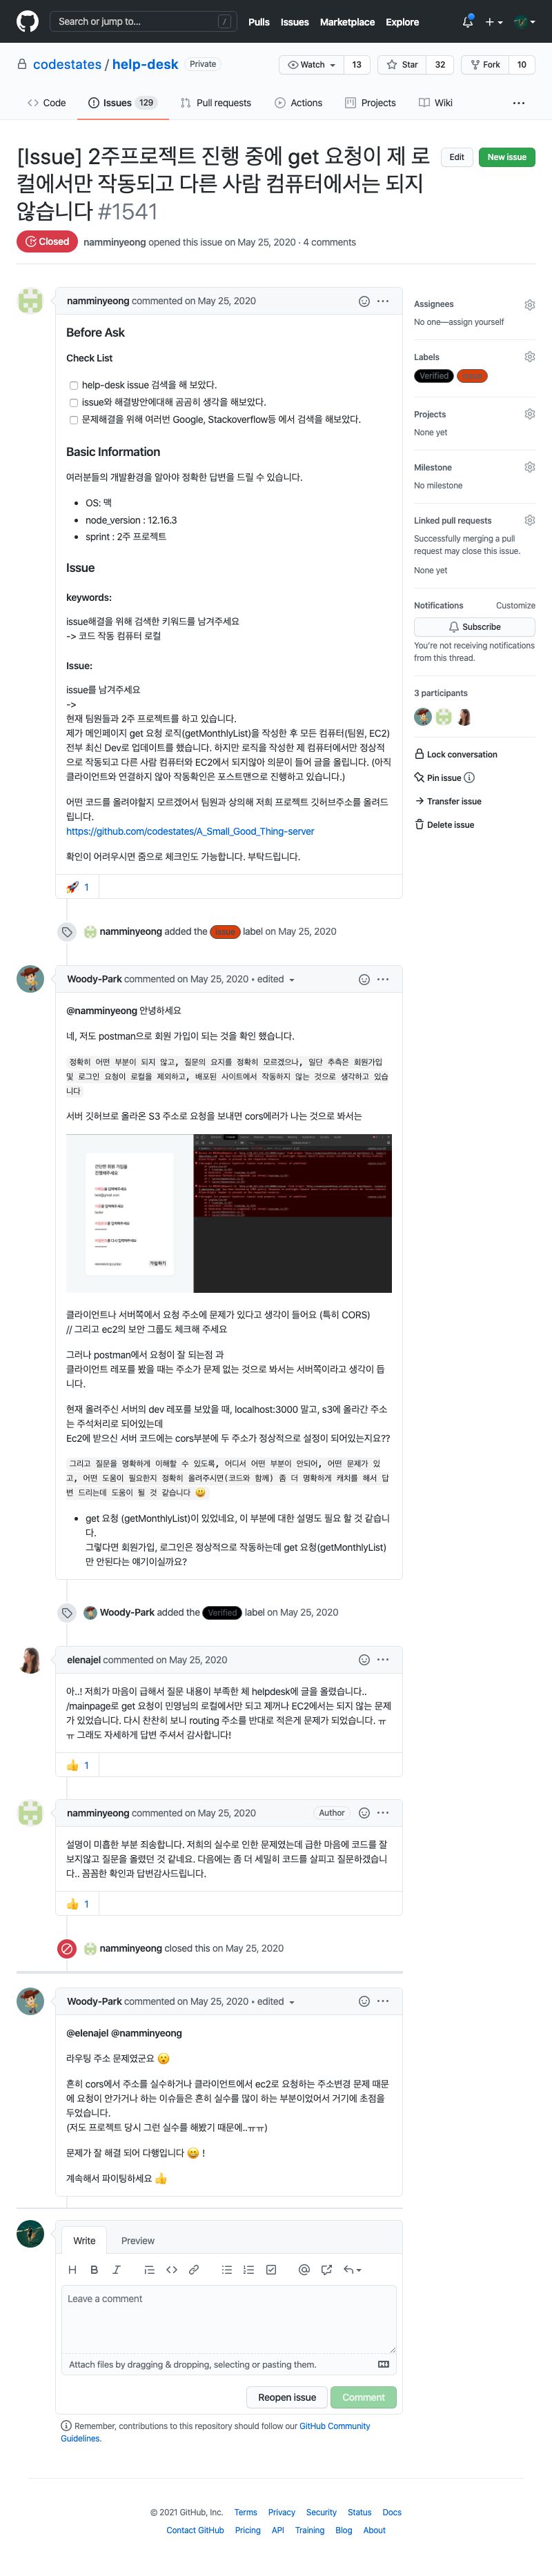 Search or jump to... /
Pulls Issues Marketplace Explore
codestates / help-desk Private
Watch 13 Star 32 Fork 10
Code Issues 129 Pull requests Actions Projects Wiki
[Issue] 2주프로젝트 진행 중에 get 요청이 제 로
컬에서만 작동되고 다른 사람 컴퓨터에서는 되지
않습니다 #1541
Edit New issue
Closed namminyeong opened this issue on May 25, 2020 · 4 comments
namminyeong commented on May 25, 2020
Before Ask
Check List
help-desk issue 검색을 해 보았다.
issue와 해결방안에대해 곰곰히 생각을 해보았다.
문제해결을 위해 여러번 Google, Stackoverflow등 에서 검색을 해보았다.
Basic Information
여러분들의 개발환경을 알아야 정확한 답변을 드릴 수 있습니다.
OS: 맥
node_version : 12.16.3
sprint : 2주 프로젝트
Issue
keywords:
issue해결을 위해 검색한 키워드를 남겨주세요
-> 코드 작동 컴퓨터 로컬
Issue:
issue를 남겨주세요
->
현재 팀원들과 2주 프로젝트를 하고 있습니다.
제가 메인페이지 get 요청 로직(getMonthlyList)을 작성한 후 모든 컴퓨터(팀원, EC2)
전부 최신 Dev로 업데이트를 했습니다. 하지만 로직을 작성한 제 컴퓨터에서만 정상적
으로 작동되고 다른 사람 컴퓨터와 EC2에서 되지않아 의문이 들어 글을 올립니다. (아직
클라이언트와 연결하지 않아 작동확인은 포스트맨으로 진행하고 있습니다.)
어떤 코드를 올려야할지 모르겠어서 팀원과 상의해 저희 프로젝트 깃허브주소를 올려드
립니다.
https://github.com/codestates/A_Small_Good_Thing-server
확인이 어려우시면 줌으로 체크인도 가능합니다. 부탁드립니다.
🚀 1
namminyeong added the issue label on May 25, 2020
Woody-Park commented on May 25, 2020 • edited
@namminyeong 안녕하세요
네, 저도 postman으로 회원 가입이 되는 것을 확인 했습니다.
정확히 어떤 부분이 되지 않고, 질문의 요지를 정확히 모르겠으나, 일단 추측은 회원가입
및 로그인 요청이 로컬을 제외하고, 배포된 사이트에서 작동하지 않는 것으로 생각하고 있습
니다
서버 깃허브로 올라온 S3 주소로 요청을 보내면 cors에러가 나는 것으로 봐서는
간단한 회원 가입을
진행해주세요
가입하기
클라이언트나 서버쪽에서 요청 주소에 문제가 있다고 생각이 들어요 (특히 CORS)
// 그리고 ec2의 보안 그룹도 체크해 주세요
그러나 postman에서 요청이 잘 되는점 과
클라이언트 레포를 봤을 때는 주소가 문제 없는 것으로 봐서는 서버쪽이라고 생각이 듭
니다.
현재 올려주신 서버의 dev 레포를 보았을 때, localhost:3000 말고, s3에 올라간 주소
는 주석처리로 되어있는데
Ec2에 받으신 서버 코드에는 cors부분에 두 주소가 정상적으로 설정이 되어있는지요??
그리고 질문을 명확하게 이해할 수 있도록, 어디서 어떤 부분이 안되어, 어떤 문제가 있
고, 어떤 도움이 필요한지 정확히 올려주시면(코드와 함께) 좀 더 명확하게 캐치를 해서 답
변 드리는데 도움이 될 것 같습니다 😀
get 요청 (getMonthlyList)이 있었네요, 이 부분에 대한 설명도 필요 할 것 같습니
다.
그렇다면 회원가입, 로그인은 정상적으로 작동하는데 get 요청(getMonthlyList)
만 안된다는 얘기이실까요?
Woody-Park added the Verified label on May 25, 2020
elenajel commented on May 25, 2020
아..! 저희가 마음이 급해서 질문 내용이 부족한 체 helpdesk에 글을 올렸습니다..
/mainpage로 get 요청이 민영님의 로컬에서만 되고 제꺼나 EC2에서는 되지 않는 문제
가 있었습니다. 다시 찬찬히 보니 routing 주소를 반대로 적은게 문제가 되었습니다. ㅠ
ㅠ 그래도 자세하게 답변 주셔서 감사합니다!
👍 1
namminyeong commented on May 25, 2020 Author
설명이 미흡한 부분 죄송합니다. 저희의 실수로 인한 문제였는데 급한 마음에 코드를 잘
보지않고 질문을 올렸던 것 같네요. 다음에는 좀 더 세밀히 코드를 살피고 질문하겠습니
다.. 꼼꼼한 확인과 답변감사드립니다.
👍 1
namminyeong closed this on May 25, 2020
Woody-Park commented on May 25, 2020 • edited
@elenajel @namminyeong
라우팅 주소 문제였군요 😮
흔히 cors에서 주소를 실수하거나 클라이언트에서 ec2로 요청하는 주소변경 문제 때문
에 요청이 안가거나 하는 이슈들은 흔히 실수를 많이 하는 부분이었어서 거기에 초점을
두었습니다.
(저도 프로젝트 당시 그런 실수를 해봤기 때문에..ㅠㅠ)
문제가 잘 해결 되어 다행입니다 😀 !
계속해서 파이팅하세요 👍
Write Preview
Leave a comment
Attach files by dragging & dropping, selecting or pasting them.
Reopen issue Comment
Remember, contributions to this repository should follow our GitHub Community
Guidelines.
Assignees
No one—assign yourself
Labels
Verified issue
Projects
None yet
Milestone
No milestone
Linked pull requests
Successfully merging a pull
request may close this issue.
None yet
Notifications Customize
Subscribe
You're not receiving notifications
from this thread.
3 participants
Lock conversation
Pin issue
Transfer issue
Delete issue
© 2021 GitHub, Inc. Terms Privacy Security Status Docs
Contact GitHub Pricing API Training Blog About